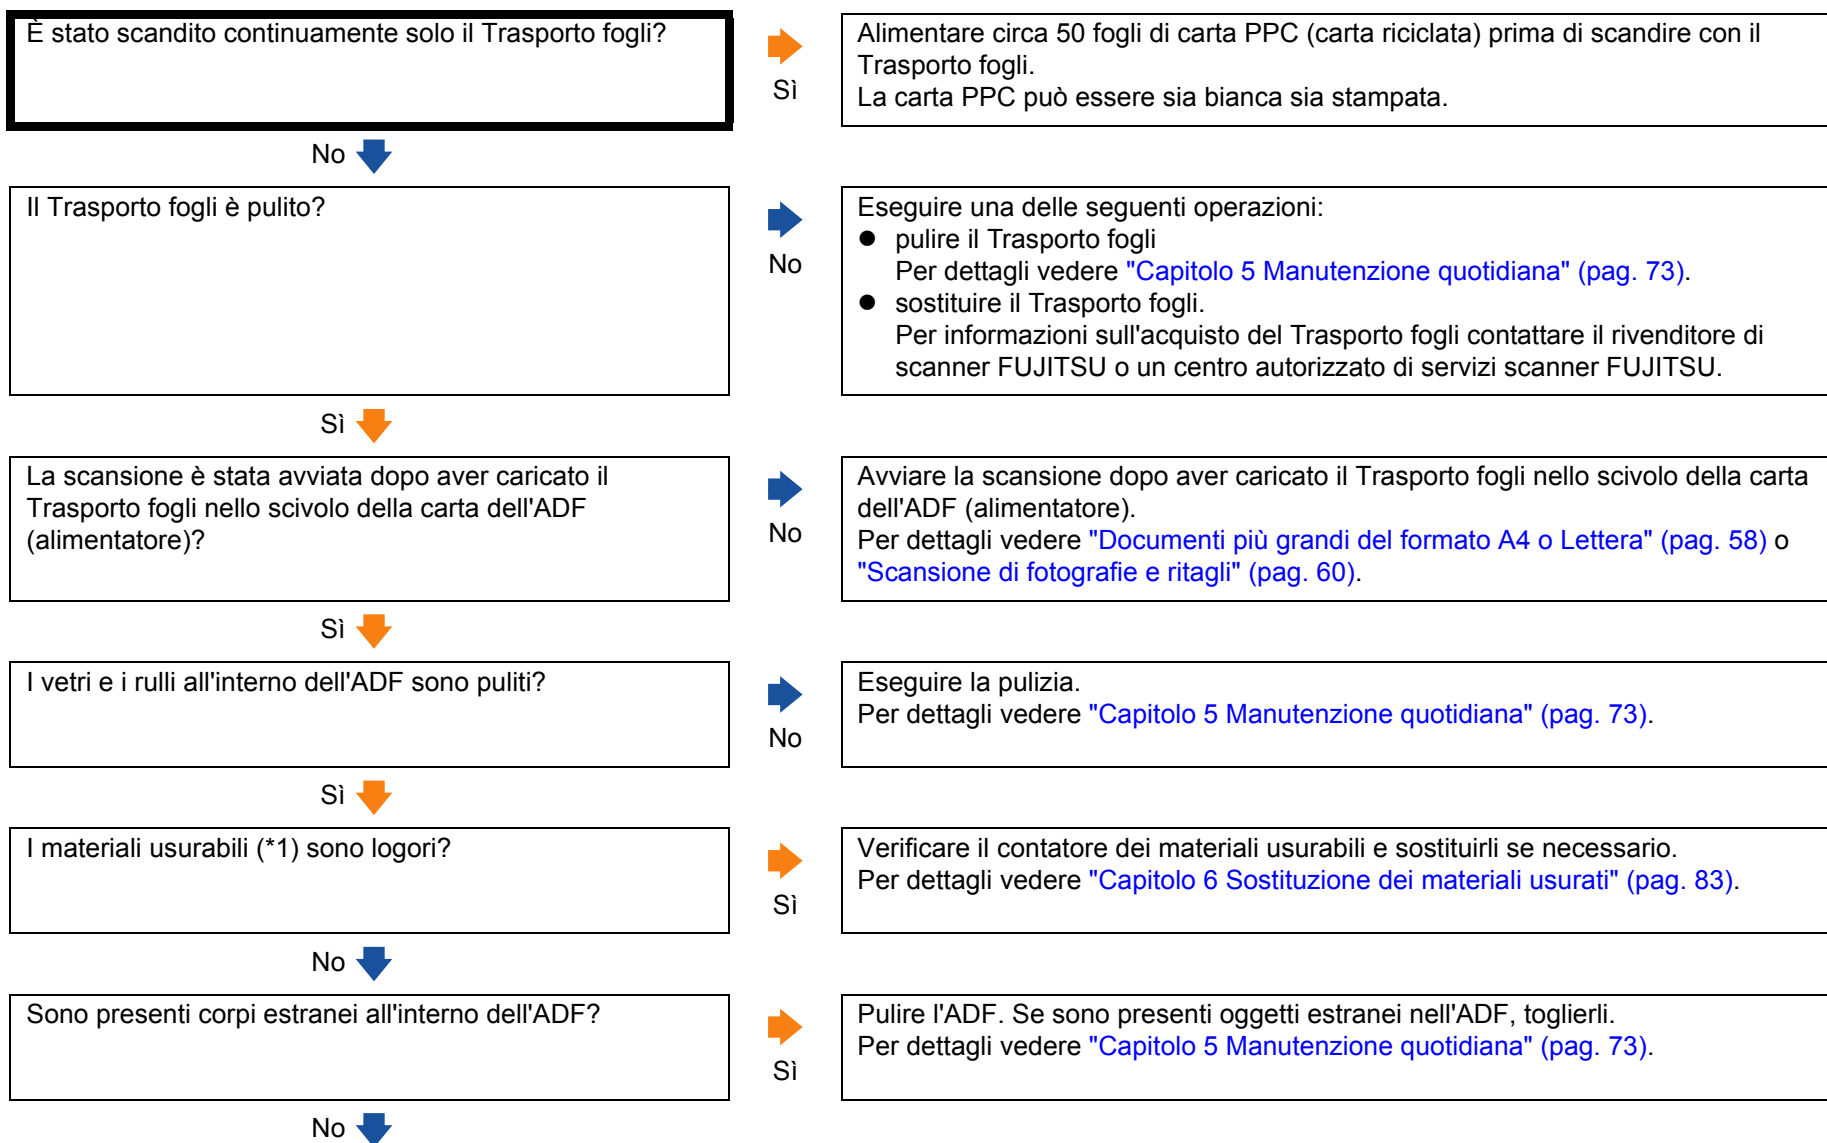 È stato scandito continuamente solo il Trasporto fogli?
Sì
Alimentare circa 50 fogli di carta PPC (carta riciclata) prima di scandire con il
Trasporto fogli.
La carta PPC può essere sia bianca sia stampata.
No
Il Trasporto fogli è pulito?
No
Eseguire una delle seguenti operazioni:
● pulire il Trasporto fogli
Per dettagli vedere "Capitolo 5 Manutenzione quotidiana" (pag. 73).
● sostituire il Trasporto fogli.
Per informazioni sull'acquisto del Trasporto fogli contattare il rivenditore di
scanner FUJITSU o un centro autorizzato di servizi scanner FUJITSU.
Sì
La scansione è stata avviata dopo aver caricato il
Trasporto fogli nello scivolo della carta dell'ADF
(alimentatore)?
No
Avviare la scansione dopo aver caricato il Trasporto fogli nello scivolo della carta
dell'ADF (alimentatore).
Per dettagli vedere "Documenti più grandi del formato A4 o Lettera" (pag. 58) o
"Scansione di fotografie e ritagli" (pag. 60).
Sì
I vetri e i rulli all'interno dell'ADF sono puliti?
No
Eseguire la pulizia.
Per dettagli vedere "Capitolo 5 Manutenzione quotidiana" (pag. 73).
Sì
I materiali usurabili (*1) sono logori?
Sì
Verificare il contatore dei materiali usurabili e sostituirli se necessario.
Per dettagli vedere "Capitolo 6 Sostituzione dei materiali usurati" (pag. 83).
No
Sono presenti corpi estranei all'interno dell'ADF?
Sì
Pulire l'ADF. Se sono presenti oggetti estranei nell'ADF, toglierli.
Per dettagli vedere "Capitolo 5 Manutenzione quotidiana" (pag. 73).
No